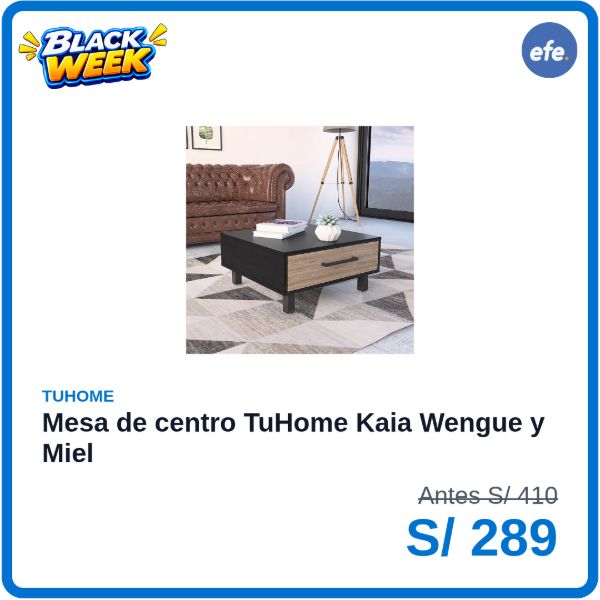 BLACK
WEEK
efe.
TUHOME
Mesa de centro TuHome Kaia Wengue y
Miel
Antes S/ 410
S/ 289